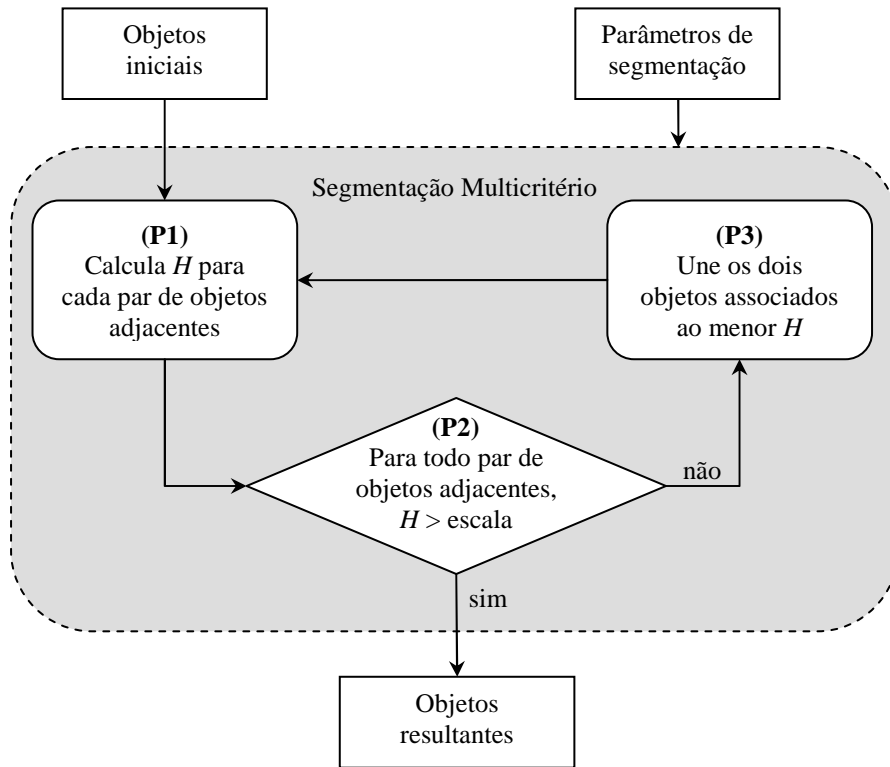 Objetos
iniciais
Parâmetros de
segmentação
Segmentação Multicritério
(P1)
Calcula H para
cada par de objetos
adjacentes
(P3)
Une os dois
objetos associados
ao menor H
(P2)
Para todo par de
objetos adjacentes,
H > escala
não
sim
Objetos
resultantes